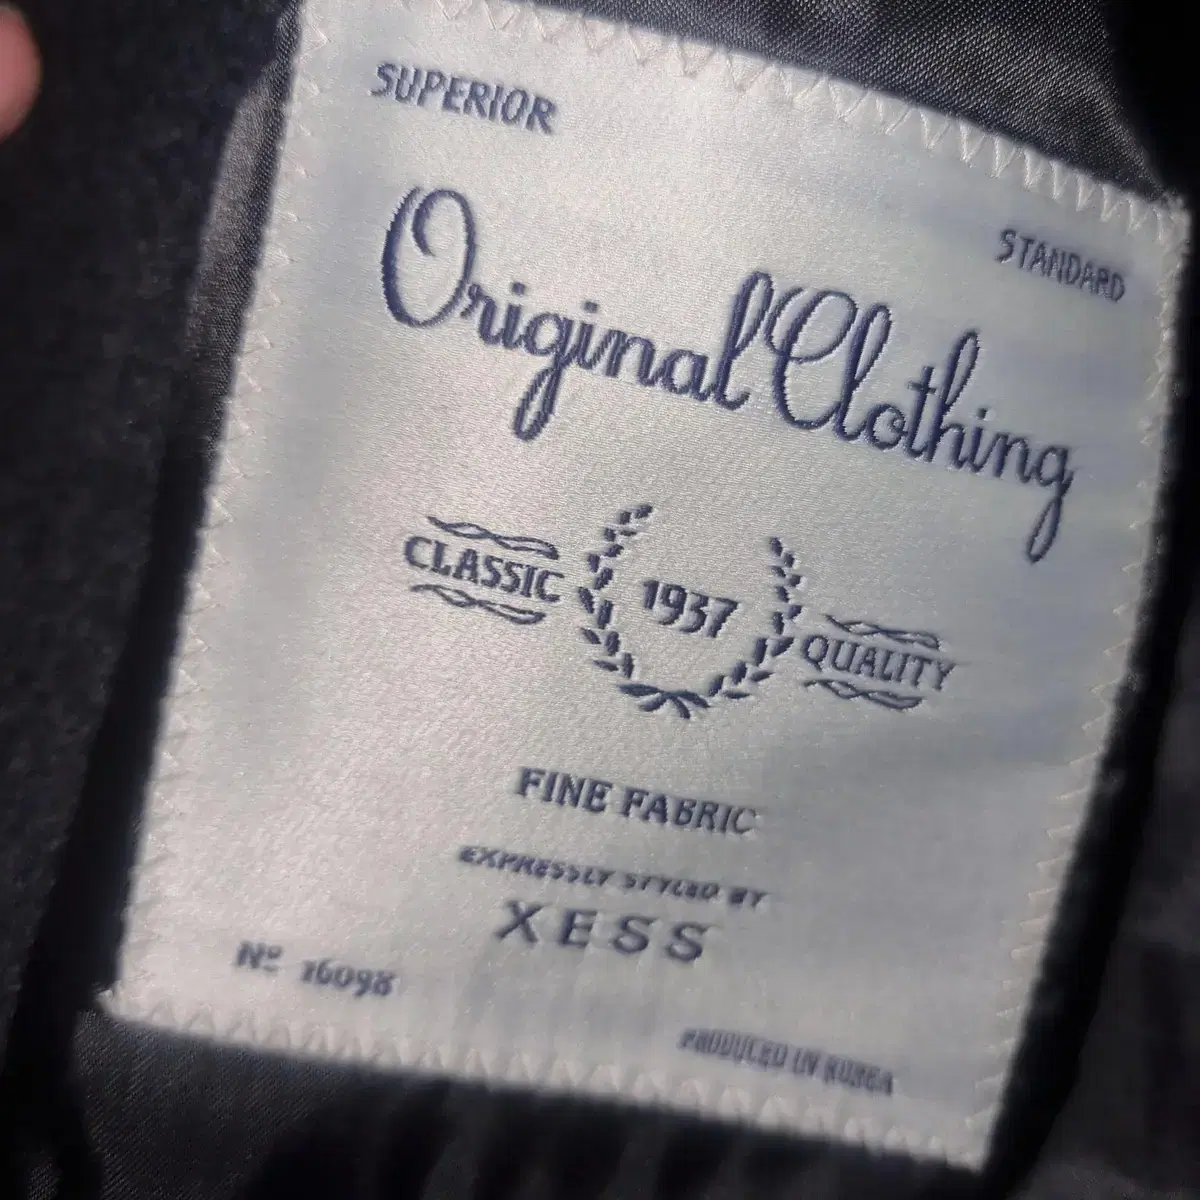 SUPERIOR
STANDARD
Original Clothing
CLASSIC 1937 QUALITY
FINE FABRIC
EXPRESSLY STYLED BY
XESS
Nº 16098
PRODUCED IN KOREA